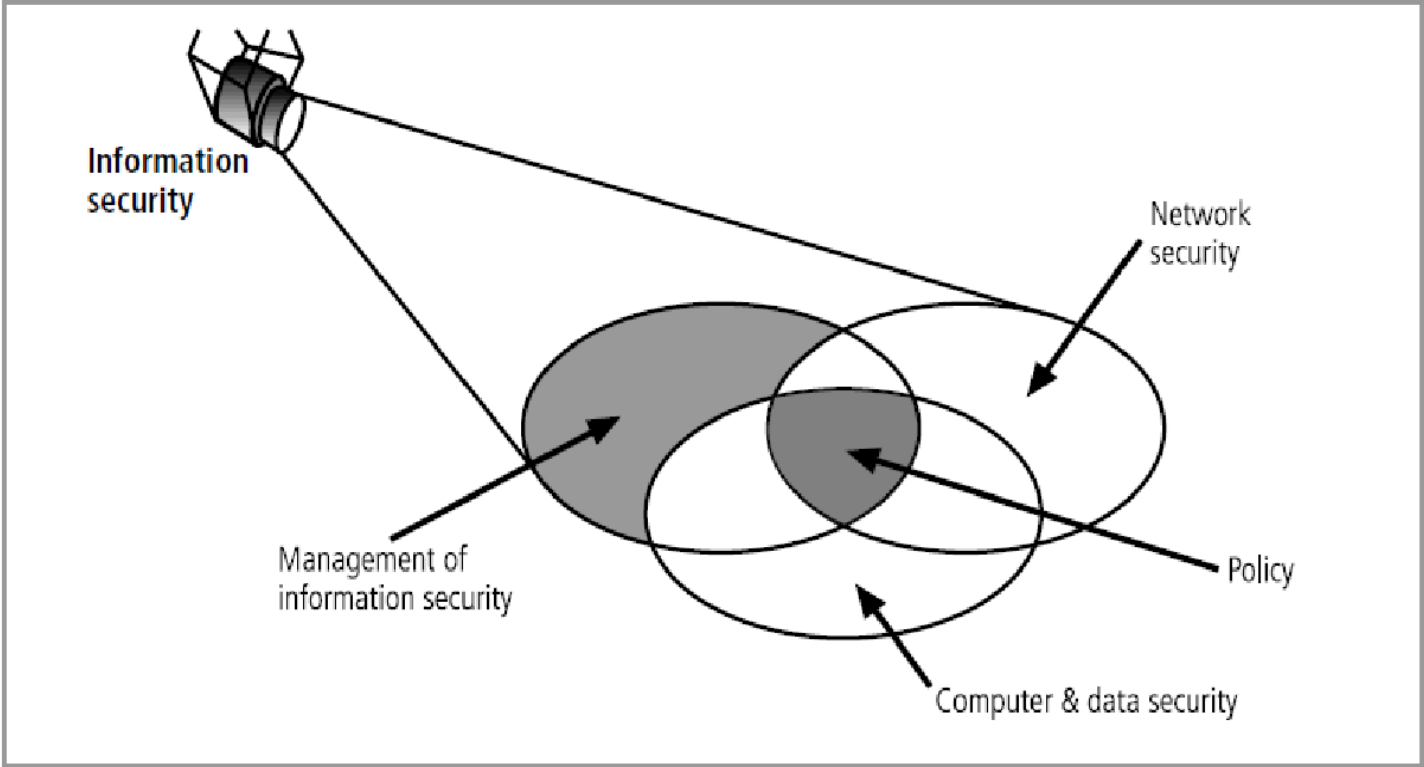 Information
security
Network
security
Management of
information security
Policy
Computer & data security